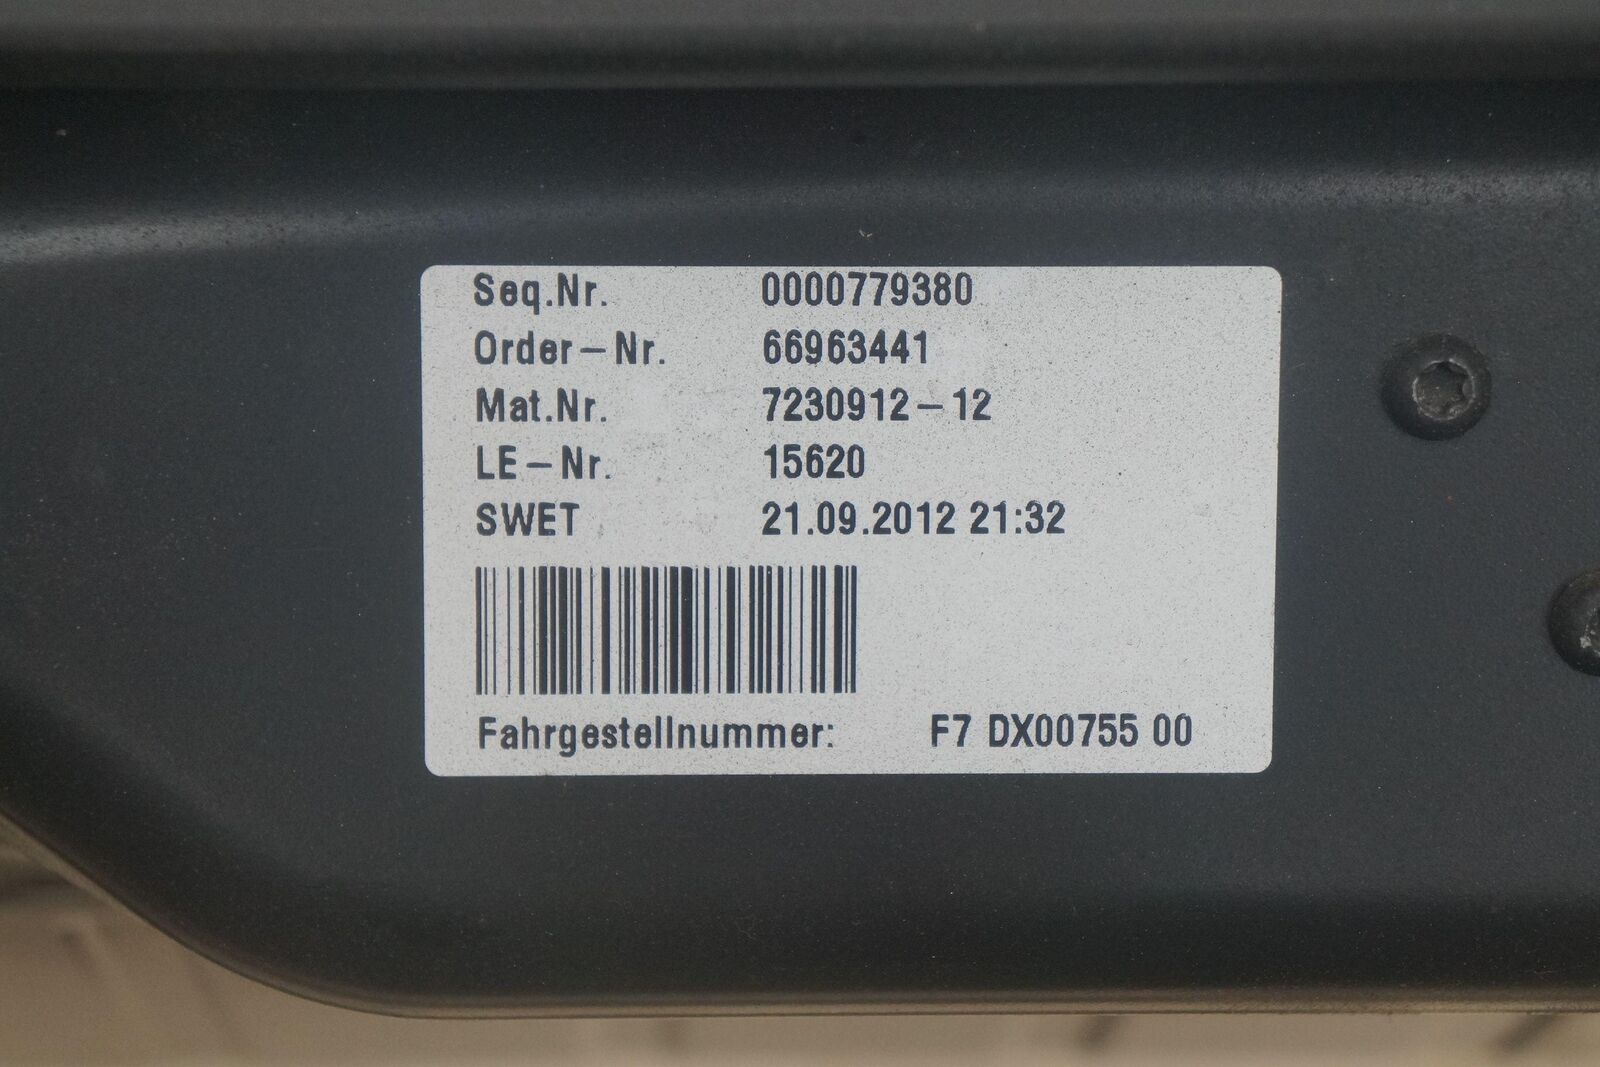 Seq.Nr. 0000779380
Order-Nr. 66963441
Mat.Nr. 7230912-12
LE-Nr. 15620
SWET 21.09.2012 21:32
Fahrgestellnummer: F7 DX00755 00